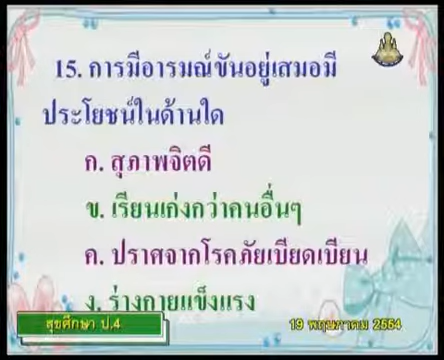 15. การมีอารมณ์ขันอยู่เสมอมี
ประโยชน์ในด้านใด
ก. สุภาพจิตดี
ข. เรียนเก่งกว่าคนอื่นๆ
ค. ปราศจากโรคภัยเบียดเบียน
ง. ร่างกายแข็งแรง
สุขศึกษา ป.4
19 พฤษภาคม 2554